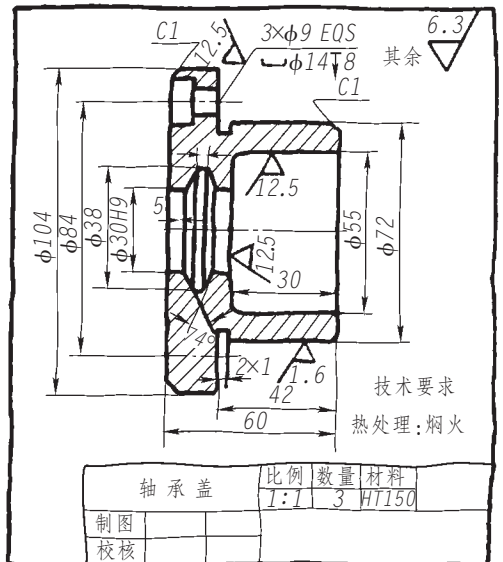 C1
12.5
3×φ9 EQS
⌴φ14↧8
其余 6.3
C1
φ104
φ84
φ38
φ30H9
5
12.5
12.5
φ55
φ72
30
74°
2×1
1.6
42
60
技术要求
热处理:焖火
轴承盖 比例 数量 材料
1:1 3 HT150
制图
校核